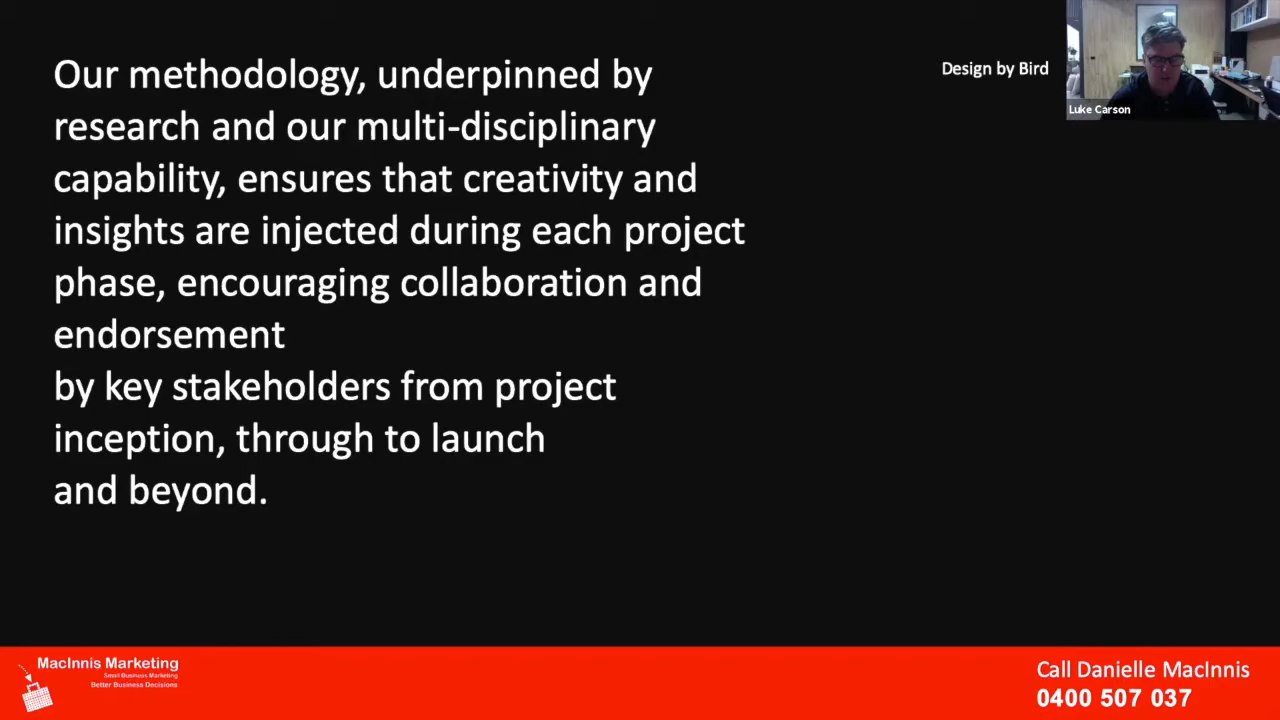 Our methodology, underpinned by
research and our multi-disciplinary
capability, ensures that creativity and
insights are injected during each project
phase, encouraging collaboration and
endorsement
by key stakeholders from project
inception, through to launch
and beyond.
Design by Bird
Luke Carson
MacInnis Marketing
Small Business Marketing
Better Business Decisions
Call Danielle MacInnis
0400 507 037